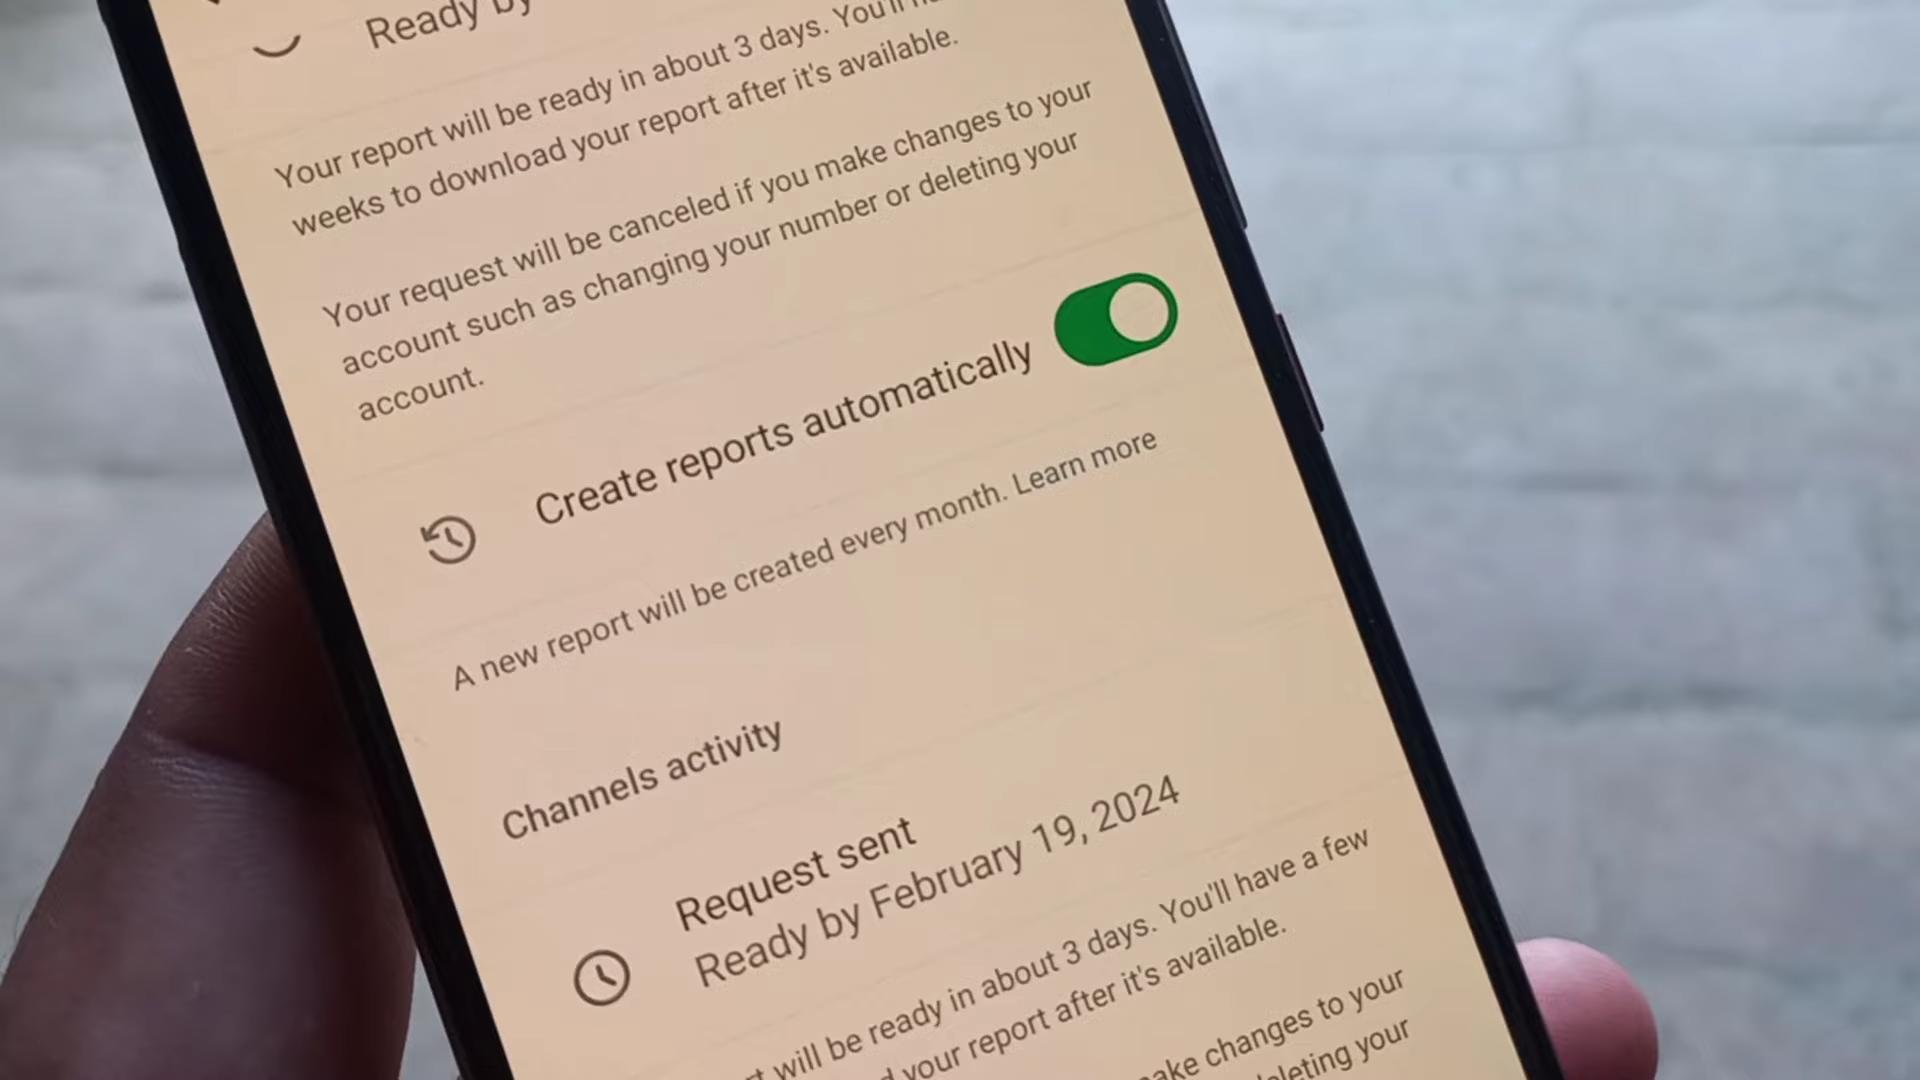 Ready by
Your report will be ready in about 3 days. You'll
weeks to download your report after it's available.
Your request will be canceled if you make changes to your
account such as changing your number or deleting your
account.
Create reports automatically
A new report will be created every month. Learn more
Channels activity
Request sent
Ready by February 19, 2024
will be ready in about 3 days. You'll have a few
your report after it's available.
changes to your
your